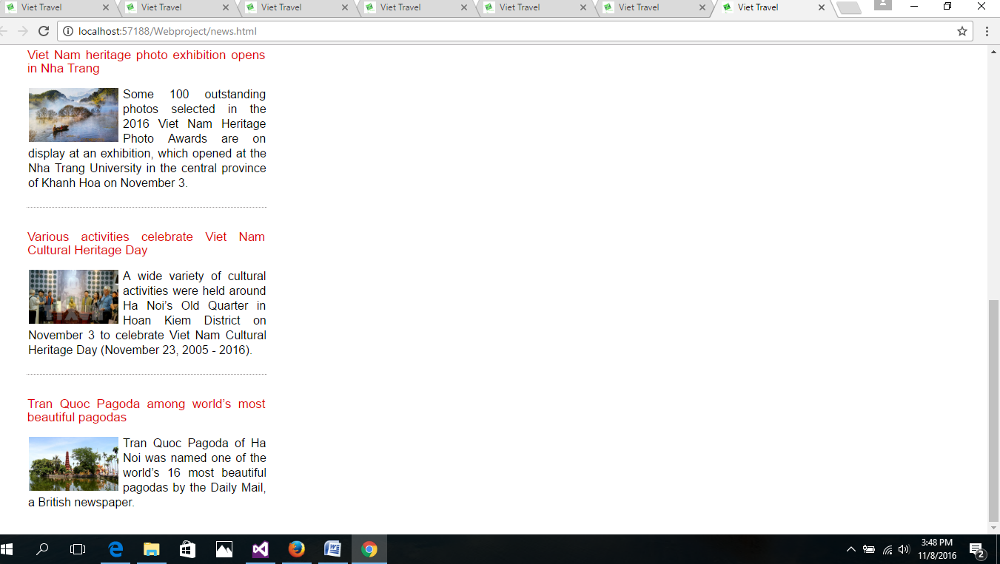 Viet Travel Viet Travel Viet Travel Viet Travel Viet Travel Viet Travel Viet Travel
localhost:57188/Webproject/news.html
Viet Nam heritage photo exhibition opens
in Nha Trang
Some 100 outstanding
photos selected in the
2016 Viet Nam Heritage
Photo Awards are on
display at an exhibition, which opened at the
Nha Trang University in the central province
of Khanh Hoa on November 3.
Various activities celebrate Viet Nam
Cultural Heritage Day
A wide variety of cultural
activities were held around
Ha Noi’s Old Quarter in
Hoan Kiem District on
November 3 to celebrate Viet Nam Cultural
Heritage Day (November 23, 2005 - 2016).
Tran Quoc Pagoda among world’s most
beautiful pagodas
Tran Quoc Pagoda of Ha
Noi was named one of the
world’s 16 most beautiful
pagodas by the Daily Mail,
a British newspaper.
3:48 PM
11/8/2016
2